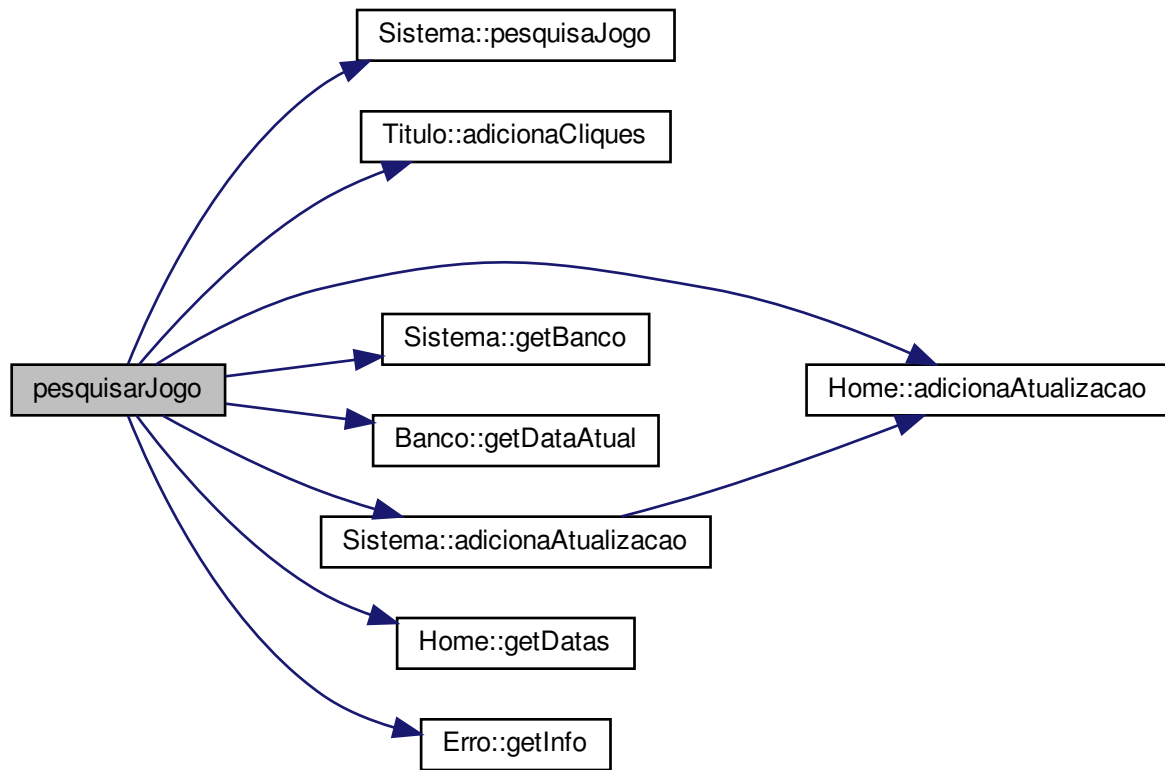 Sistema::pesquisaJogo
Titulo::adicionaCliques
Sistema::getBanco
pesquisarJogo
Home::adicionaAtualizacao
Banco::getDataAtual
Sistema::adicionaAtualizacao
Home::getDatas
Erro::getInfo